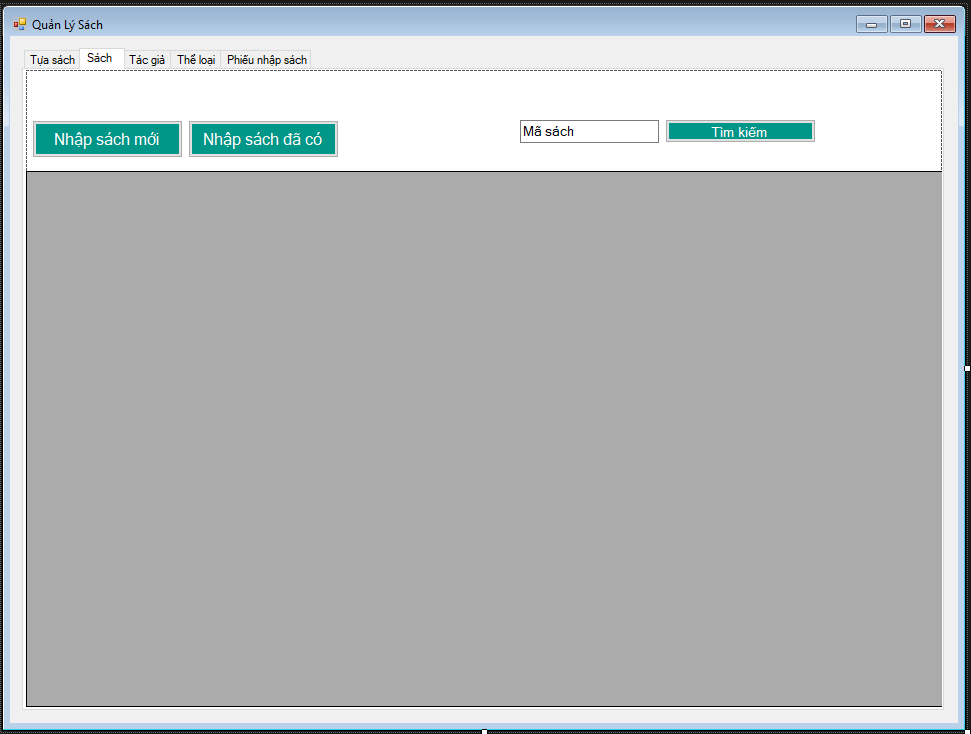 Quản Lý Sách
Tựa sách Sách Tác giả Thể loại Phiếu nhập sách
Nhập sách mới Nhập sách đã có Mã sách Tìm kiếm